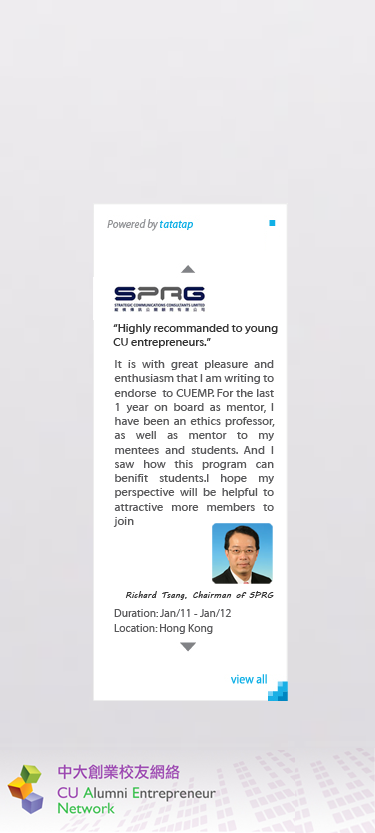 Powered by tatatap
SPRG
STRATEGIC COMMUNICATIONS CONSULTANTS LIMITED
“Highly recommanded to young
CU entrepreneurs.”
It is with great pleasure and
enthusiasm that I am writing to
endorse to CUEMP. For the last
1 year on board as mentor, I
have been an ethics professor,
as well as mentor to my
mentees and students. And I
saw how this program can
benifit students.I hope my
perspective will be helpful to
attractive more members to
join
Richard Tsang, Chairman of SPRG
Duration: Jan/11 - Jan/12
Location: Hong Kong
view all
中大創業校友網絡
CU Alumni Entrepreneur
Network